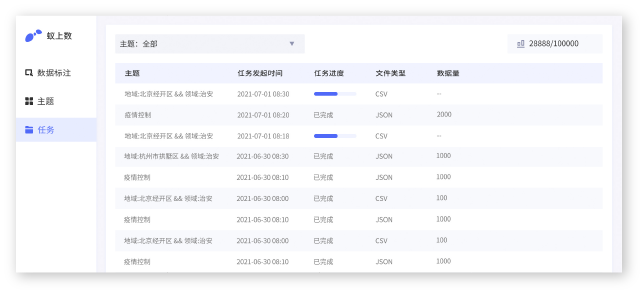 蚁上数
主题：全部
28888/100000
数据标注
主题
任务
主题 任务发起时间 任务进度 文件类型 数据量
地域:北京经开区 && 领域:治安 2021-07-01 08:30 CSV --
疫情控制 2021-07-01 08:20 已完成 JSON 2000
地域:北京经开区 && 领域:治安 2021-07-01 08:18 CSV --
地域:杭州市拱墅区 && 领域:治安 2021-06-30 08:30 已完成 JSON 1000
疫情控制 2021-06-30 08:10 已完成 JSON 1000
地域:北京经开区 && 领域:治安 2021-06-30 08:00 已完成 CSV 100
疫情控制 2021-06-30 08:10 已完成 JSON 1000
地域:北京经开区 && 领域:治安 2021-06-30 08:00 已完成 CSV 100
疫情控制 2021-06-30 08:10 已完成 JSON 1000